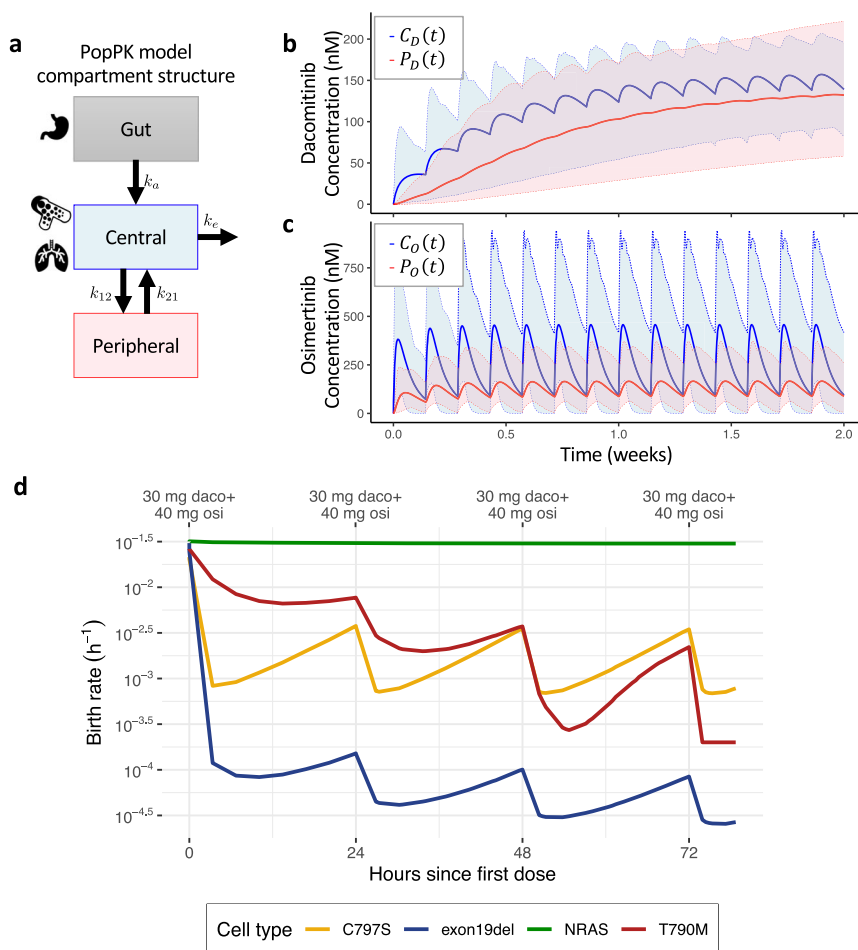 a
PopPK model
compartment structure
Gut
k_a
Central
k_e
k_12
k_21
Peripheral
b
Dacomitinib
Concentration (nM)
- C_D(t)
- P_D(t)
200
150
100
50
0
c
Osimertinib
Concentration (nM)
- C_O(t)
- P_O(t)
750
500
250
0
0.0
0.5
1.0
1.5
2.0
Time (weeks)
d
30 mg daco+
40 mg osi
30 mg daco+
40 mg osi
30 mg daco+
40 mg osi
30 mg daco+
40 mg osi
Birth rate (h^-1)
10^-1.5
10^-2
10^-2.5
10^-3
10^-3.5
10^-4
10^-4.5
0
24
48
72
Hours since first dose
Cell type
C797S
exon19del
NRAS
T790M